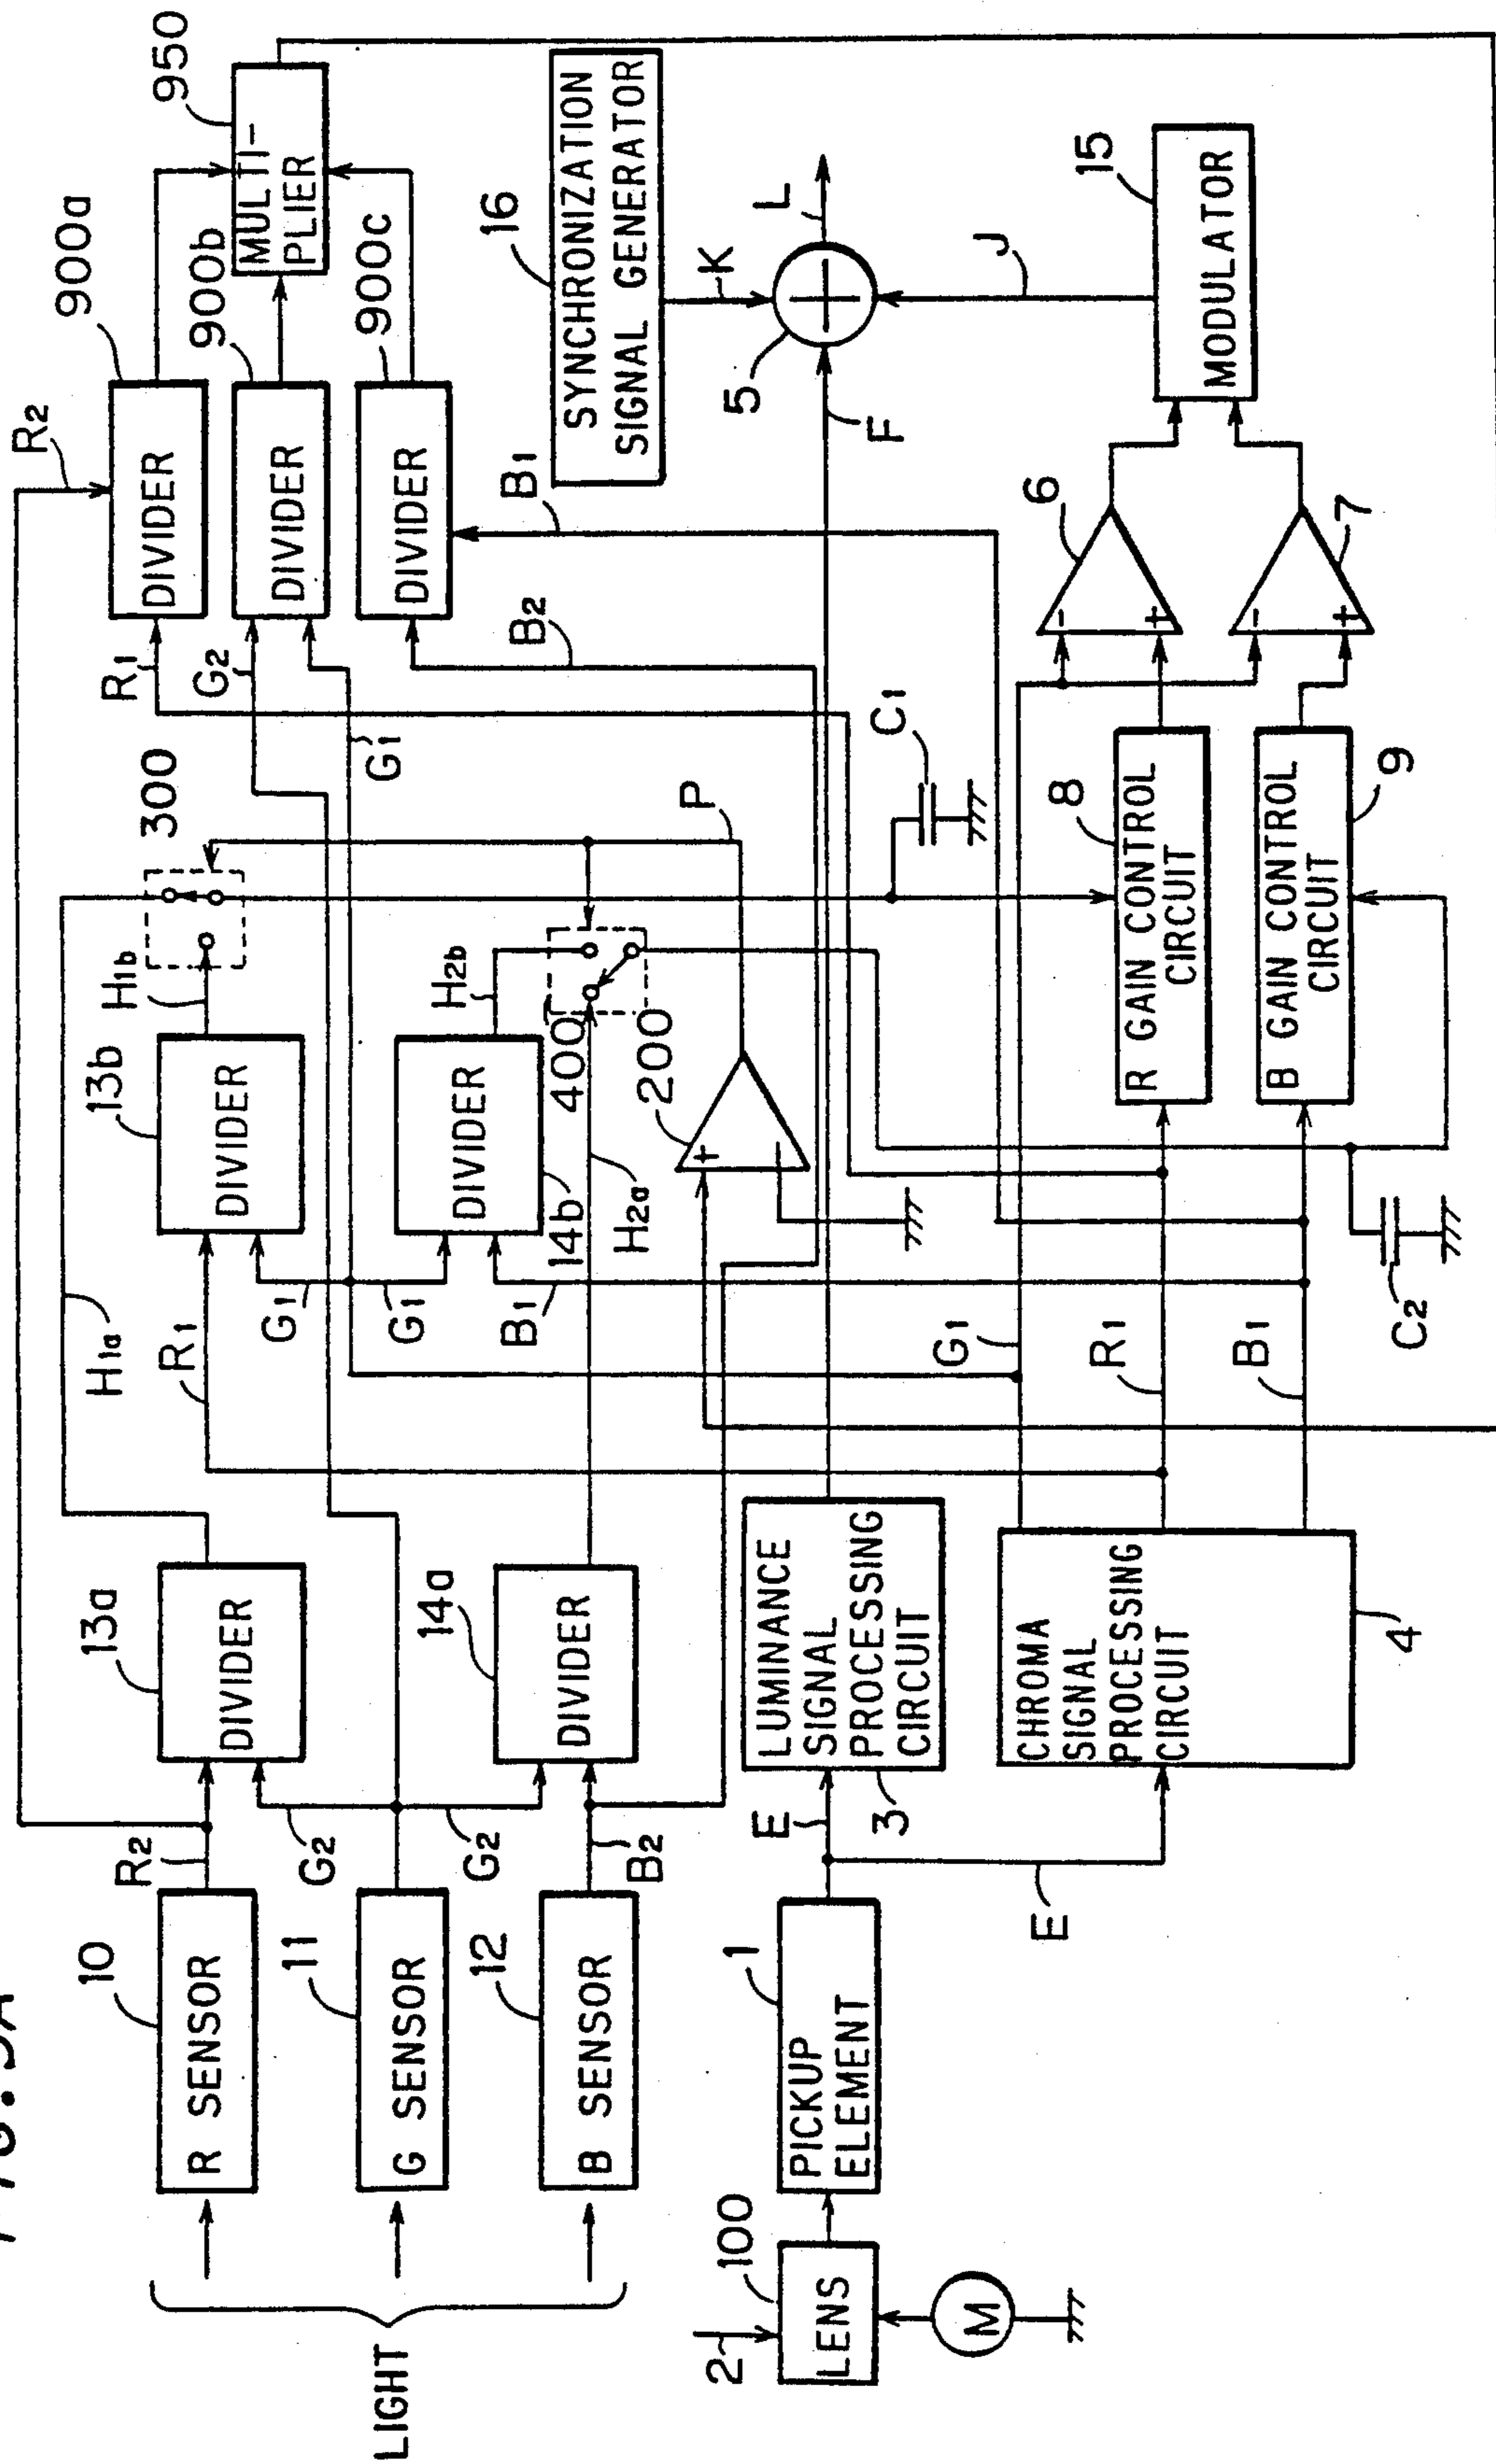 FIG. 5A
LIGHT
10
R SENSOR
R2
11
G SENSOR
G2
G2
12
B SENSOR
B2
13a
DIVIDER
14a
DIVIDER
H1a
R1
G1
G1
B1
13b
DIVIDER
H1b
300
14b
DIVIDER
H2b
400
H2a
200
+
P
R2
R1
G2
G1
B2
B1
900a
DIVIDER
900b
DIVIDER
900c
DIVIDER
950
MULTI-
PLIER
16
SYNCHRONIZATION
SIGNAL GENERATOR
K
5
L
F
J
15
MODULATOR
2
100
LENS
M
1
PICKUP
ELEMENT
E
E
3
LUMINANCE
SIGNAL
PROCESSING
CIRCUIT
CHROMA
SIGNAL
PROCESSING
CIRCUIT
4
G1
R1
B1
C1
C2
8
R GAIN CONTROL
CIRCUIT
B GAIN CONTROL
CIRCUIT
9
6
-
+
7
-
+